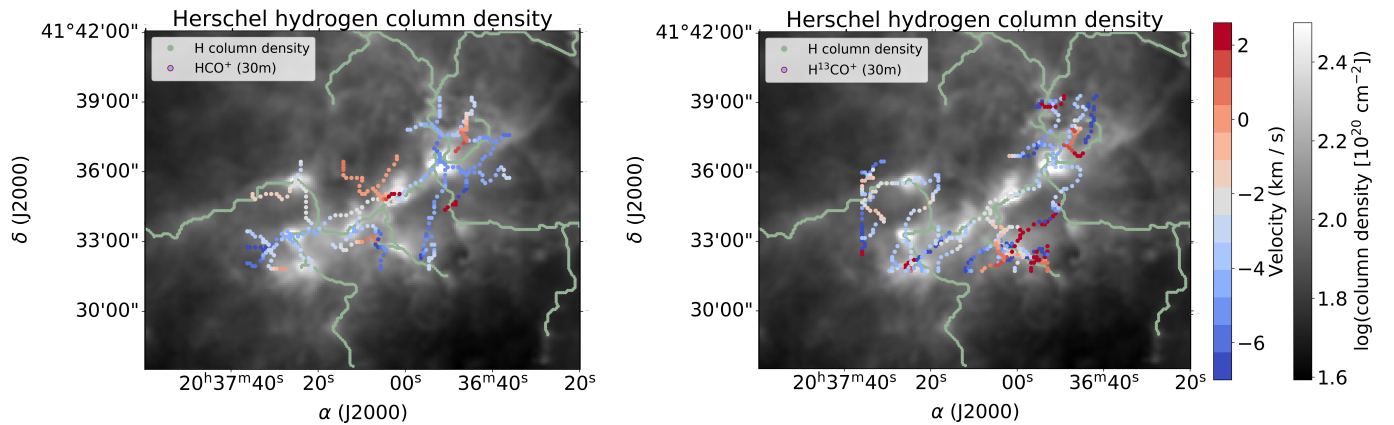 Herschel hydrogen column density
H column density
HCO⁺ (30m)
41°42'00"
39'00"
36'00"
33'00"
30'00"
δ (J2000)
20ʰ37ᵐ40ˢ
20ˢ
00ˢ
36ᵐ40ˢ
20ˢ
α (J2000)
Herschel hydrogen column density
H column density
H¹³CO⁺ (30m)
41°42'00"
39'00"
36'00"
33'00"
30'00"
δ (J2000)
20ʰ37ᵐ40ˢ
20ˢ
00ˢ
36ᵐ40ˢ
20ˢ
α (J2000)
2
0
−2
−4
−6
Velocity (km / s)
2.4
2.2
2.0
1.8
1.6
log(column density [10²⁰ cm⁻²])